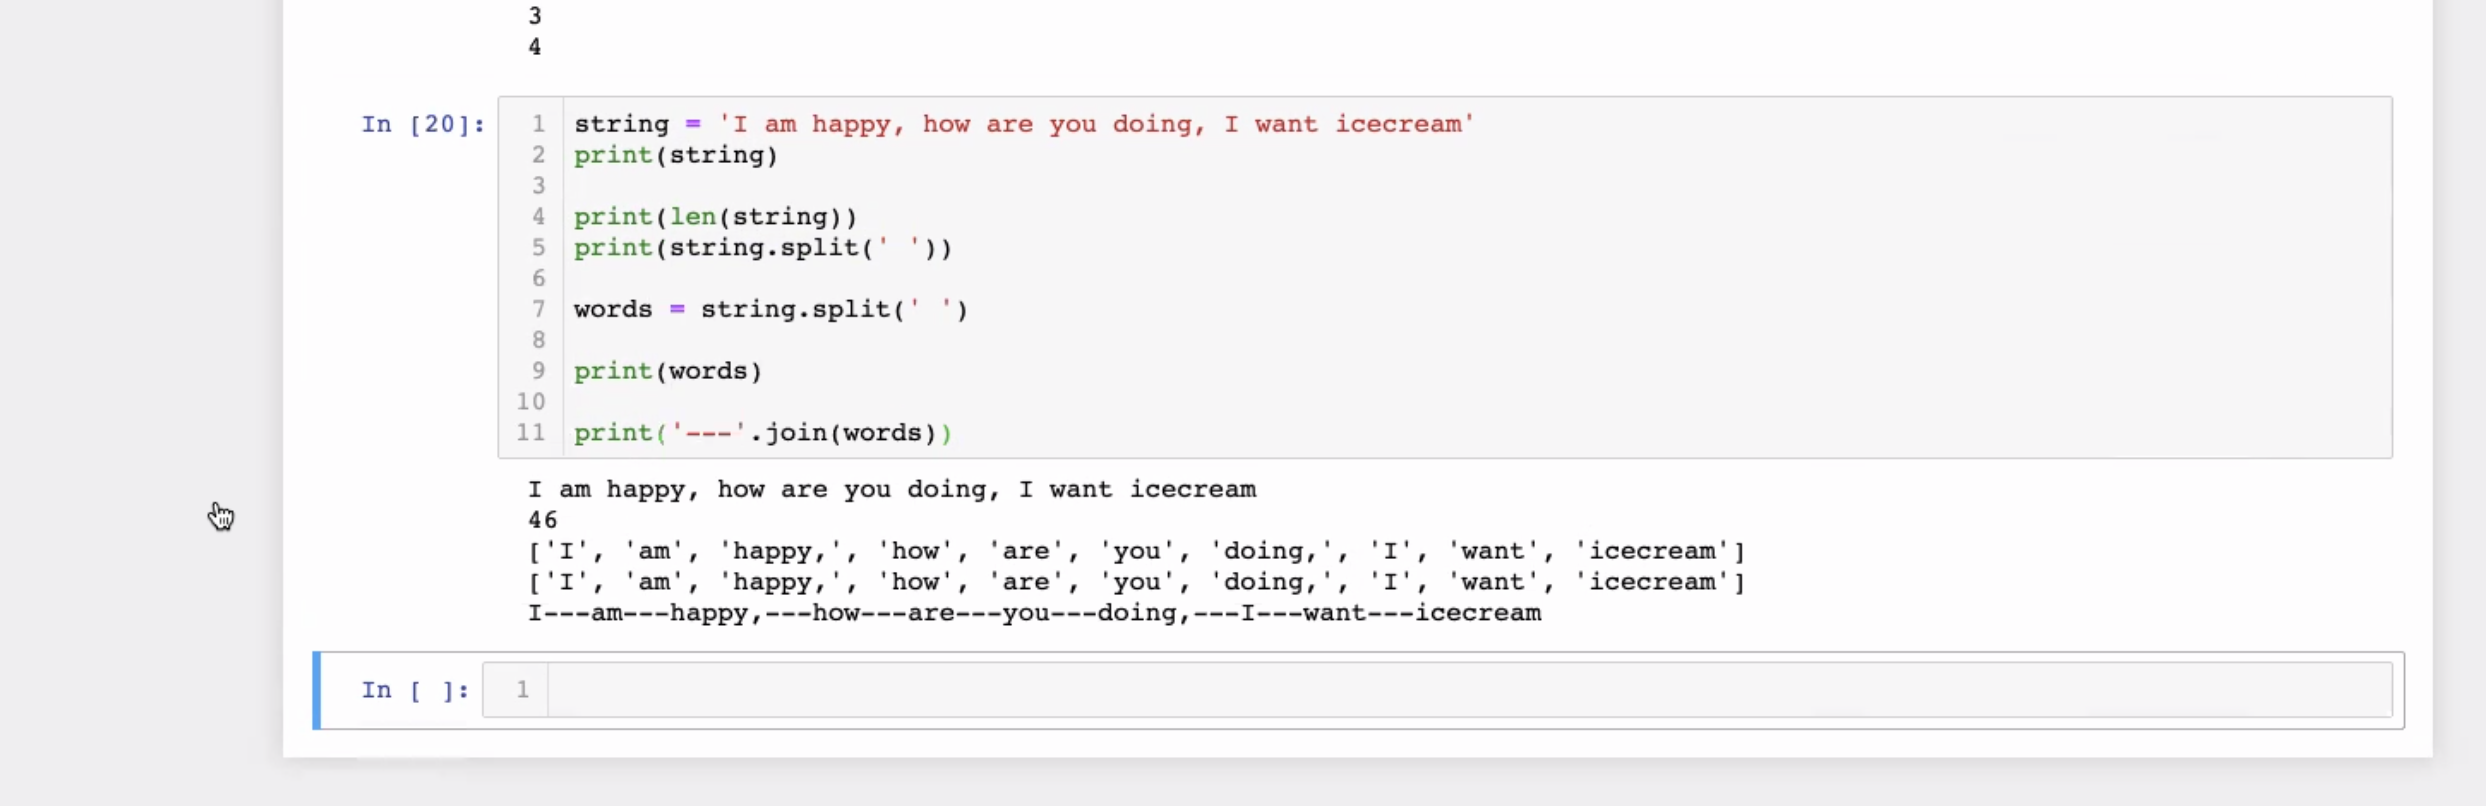 3
4
In [20]:
1 string = 'I am happy, how are you doing, I want icecream'
2 print(string)
3
4 print(len(string))
5 print(string.split(' '))
6
7 words = string.split(' ')
8
9 print(words)
10
11 print('---'.join(words))
I am happy, how are you doing, I want icecream
46
['I', 'am', 'happy,', 'how', 'are', 'you', 'doing,', 'I', 'want', 'icecream']
['I', 'am', 'happy,', 'how', 'are', 'you', 'doing,', 'I', 'want', 'icecream']
I---am---happy,---how---are---you---doing,---I---want---icecream
In [ ]: 1